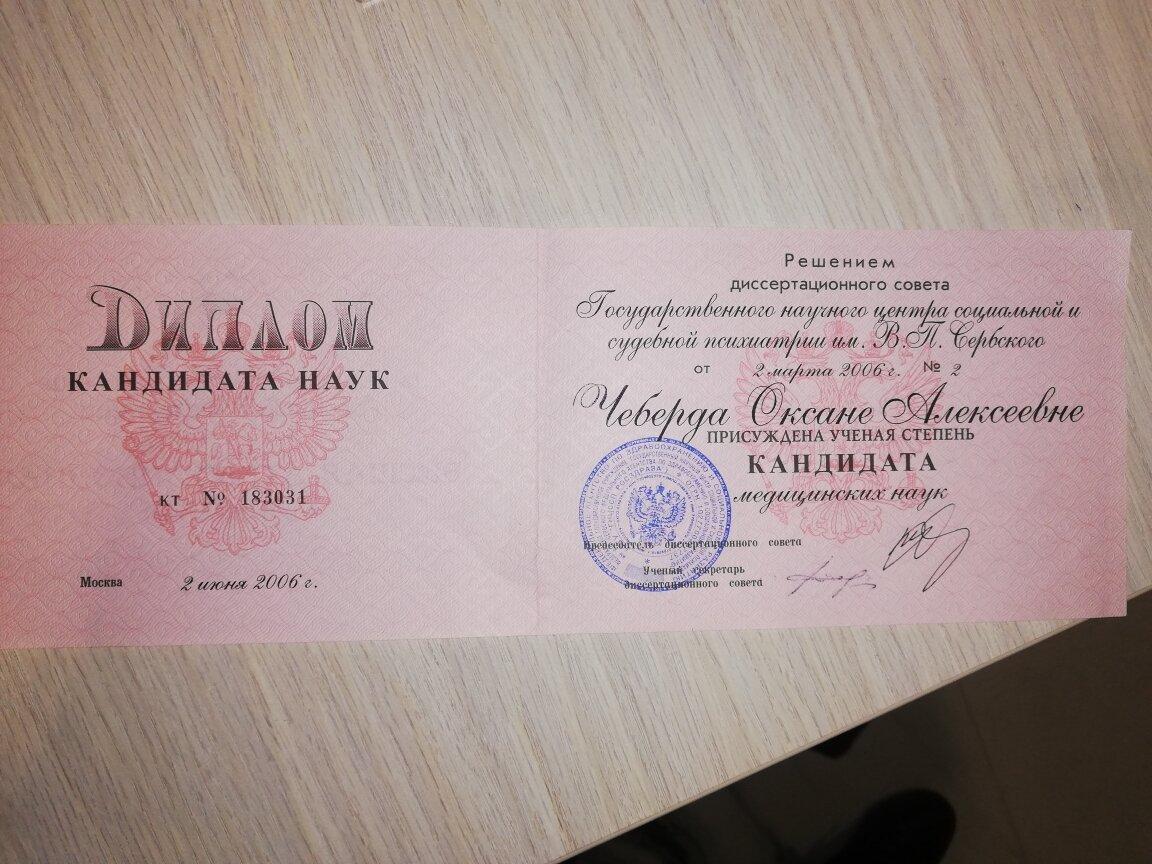 Диплом
КАНДИДАТА НАУК
КТ № 183031
Москва 2 июня 2006 г.
Решением
диссертационного совета
Государственного научного центра социальной и
судебной психиатрии им. В.П. Сербского
от 2 марта 2006 г. № 2
Чеберда Оксане Алексеевне
ПРИСУЖДЕНА УЧЕНАЯ СТЕПЕНЬ
КАНДИДАТА
медицинских наук
Председатель диссертационного совета
Ученый секретарь
диссертационного совета